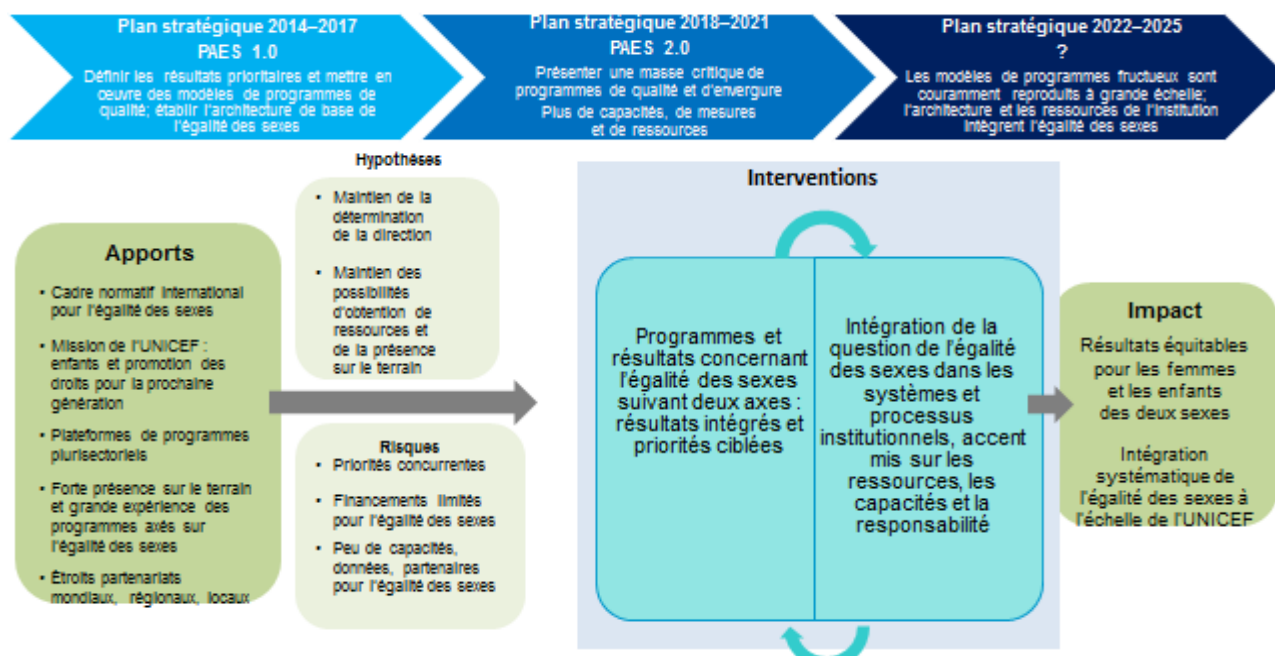 Plan stratégique 2014–2017
PAES 1.0
Définir les résultats prioritaires et mettre en
œuvre des modèles de programmes de
qualité; établir l'architecture de base de
l'égalité des sexes
Plan stratégique 2018–2021
PAES 2.0
Présenter une masse critique de
programmes de qualité et d'envergure
Plus de capacités, de mesures
et de ressources
Plan stratégique 2022–2025
?
Les modèles de programmes fructueux sont
couramment reproduits à grande échelle;
l'architecture et les ressources de l'institution
intègrent l'égalité des sexes
Apports
• Cadre normatif international
pour l'égalité des sexes
• Mission de l'UNICEF :
enfants et promotion des
droits pour la prochaine
génération
• Plateformes de programmes
plurisectoriels
• Forte présence sur le terrain
et grande expérience des
programmes axés sur
l'égalité des sexes
• Étroits partenariats
mondiaux, régionaux, locaux
Hypothèses
• Maintien de la
détermination
de la direction
• Maintien des
possibilités
d'obtention de
ressources et
de la présence
sur le terrain
Risques
• Priorités concurrentes
• Financements limités
pour l'égalité des sexes
• Peu de capacités,
données, partenaires
pour l'égalité des sexes
Interventions
Programmes et
résultats concernant
l'égalité des sexes
suivant deux axes :
résultats intégrés et
priorités ciblées
Intégration de la
question de l'égalité
des sexes dans les
systèmes et
processus
institutionnels, accent
mis sur les
ressources, les
capacités et la
responsabilité
Impact
Résultats équitables
pour les femmes
et les enfants
des deux sexes
Intégration
systématique de
l'égalité des sexes à
l'échelle de l'UNICEF